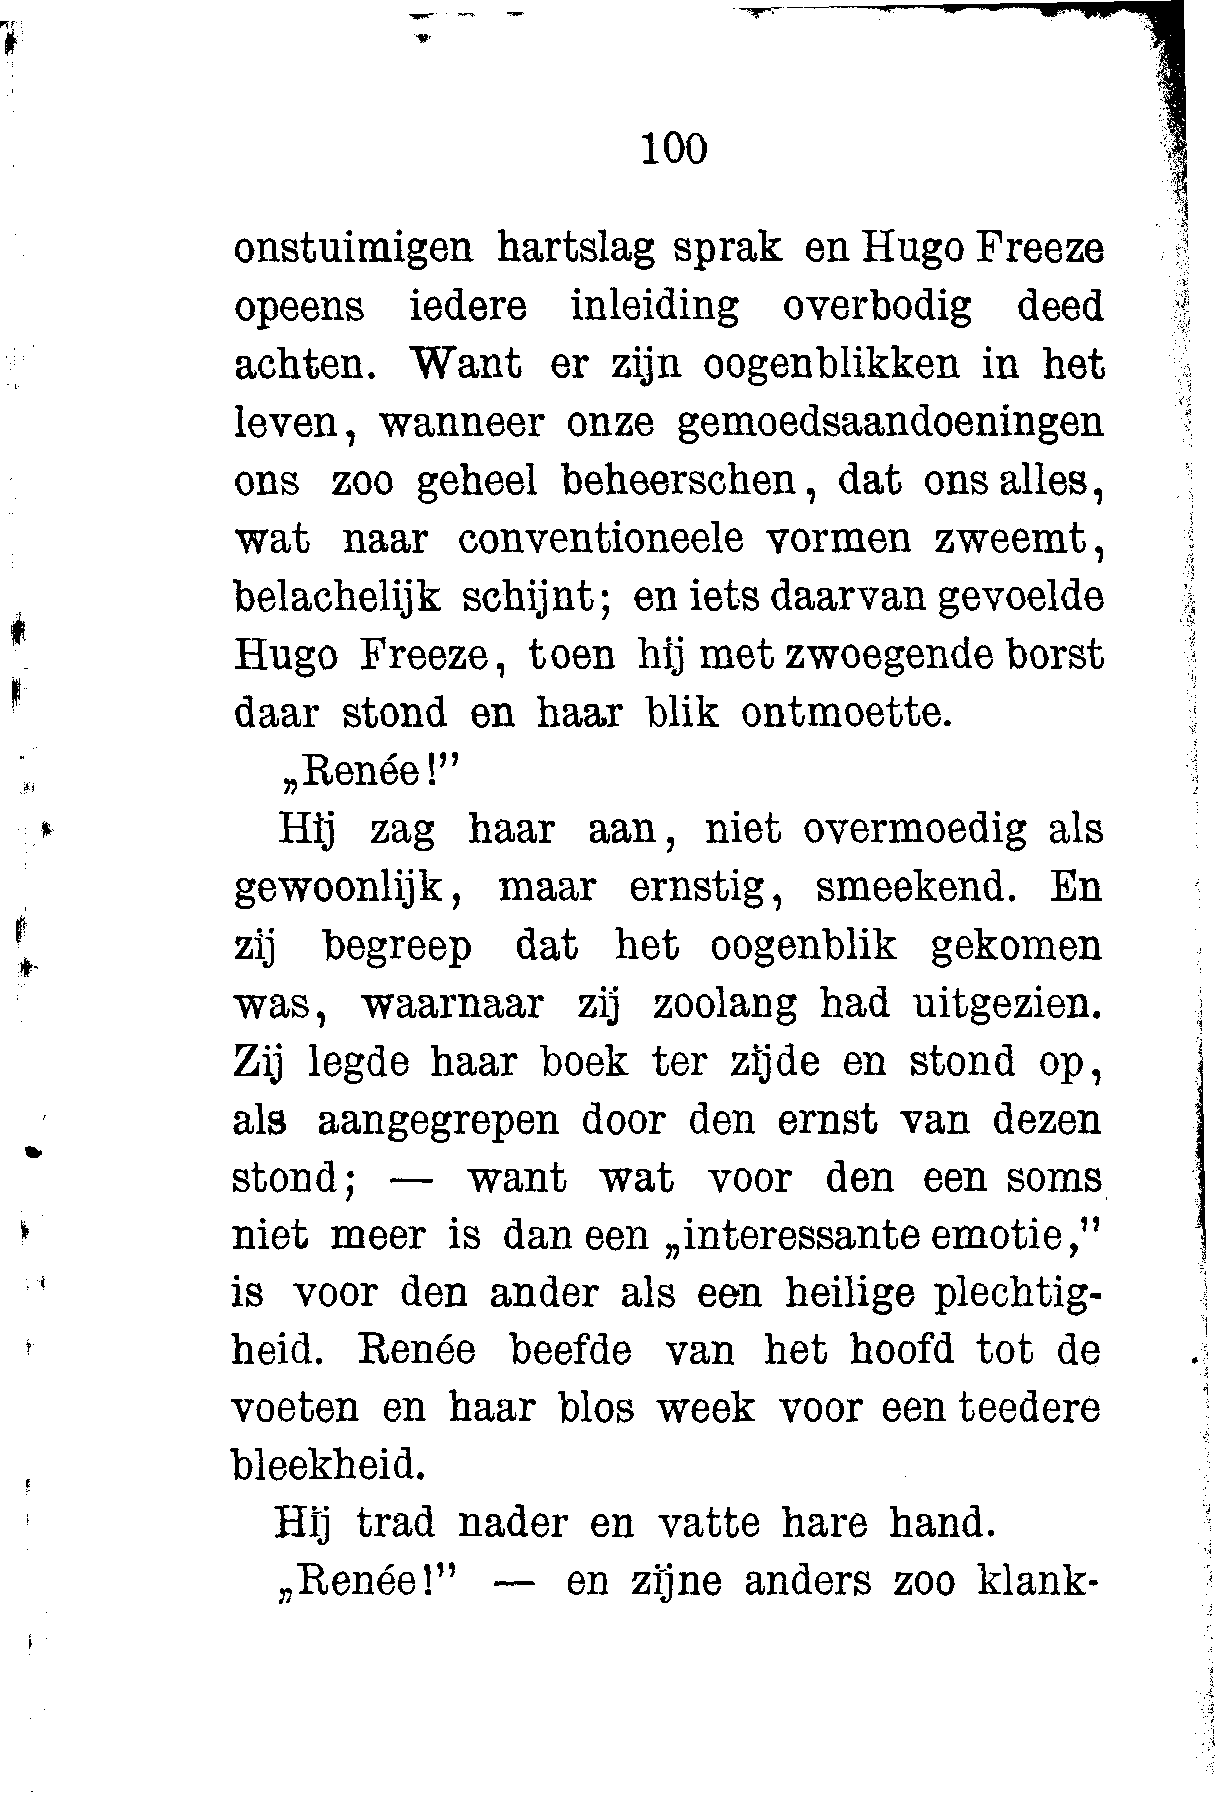 100
onstuimigen hartslag sprak en Hugo Freeze
opeens iedere inleiding overbodig deed
achten. Want er zijn oogenblikken in het
leven, wanneer onze gemoedsaandoeningen
ons zoo geheel beheerschen, dat ons alles,
wat naar conventioneele vormen zweemt,
belachelijk schijnt; en iets daarvan gevoelde
Hugo Freeze, toen hij met zwoegende borst
daar stond en haar blik ontmoette.
„Renée!”
Hij zag haar aan, niet overmoedig als
gewoonlijk, maar ernstig, smeekend. En
zij begreep dat het oogenblik gekomen
was, waarnaar zij zoolang had uitgezien.
Zij legde haar boek ter zijde en stond op,
als aangegrepen door den ernst van dezen
stond; — want wat voor den een soms
niet meer is dan een „interessante emotie,”
is voor den ander als een heilige plechtig-
heid. Renée beefde van het hoofd tot de
voeten en haar blos week voor een teedere
bleekheid.
Hij trad nader en vatte hare hand.
„Renée!” — en zijne anders zoo klank-